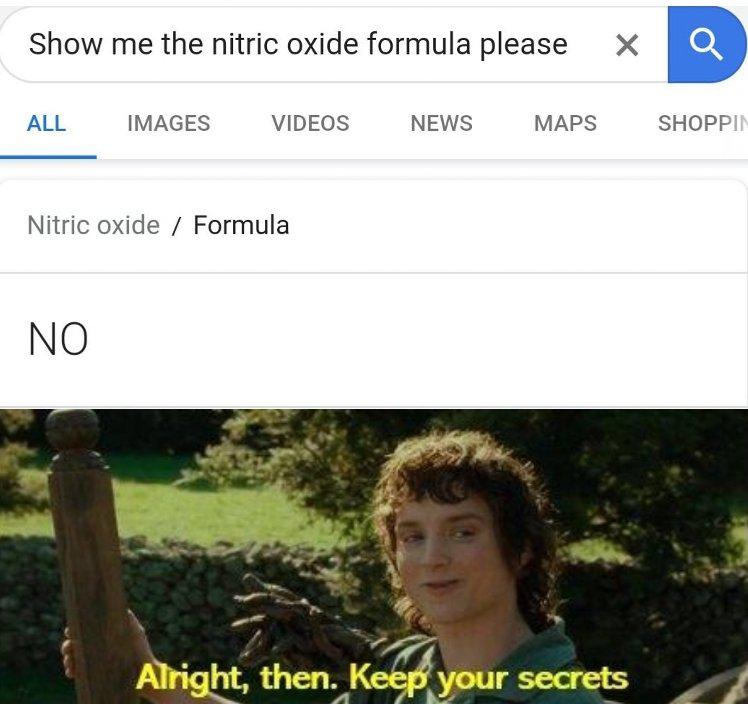 Show me the nitric oxide formula please
ALL IMAGES VIDEOS NEWS MAPS SHOPPIN
Nitric oxide / Formula
NO
Alright, then. Keep your secrets